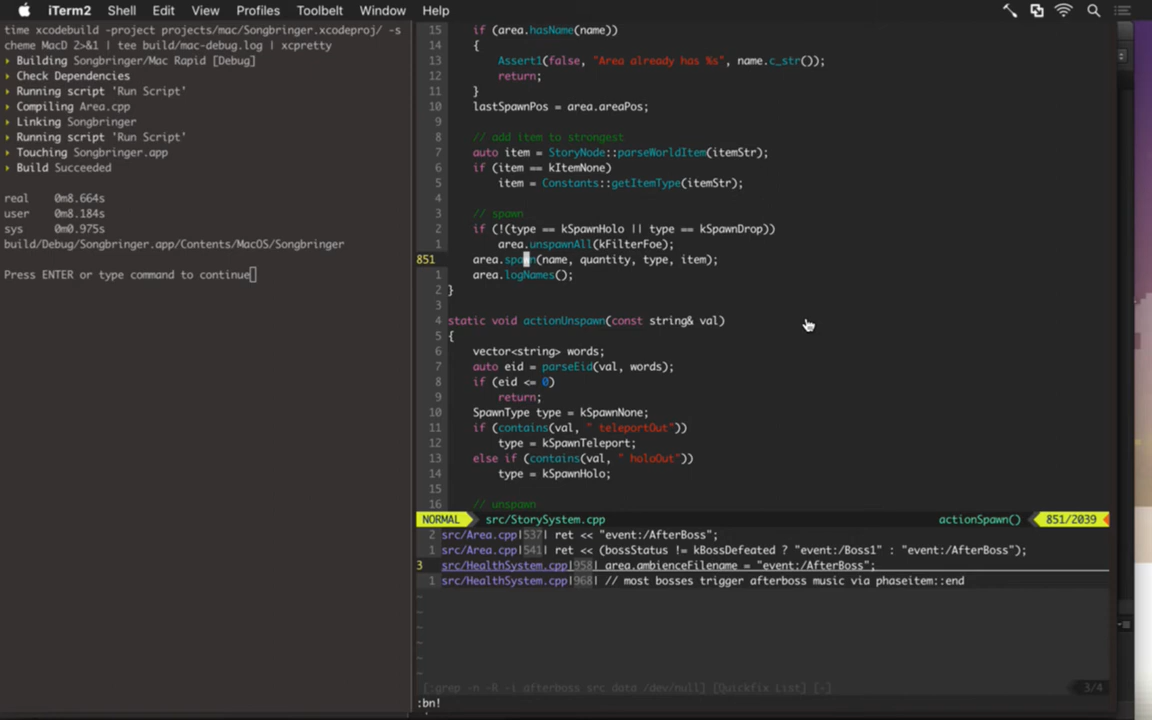 iTerm2 Shell Edit View Profiles Toolbelt Window Help
time xcodebuild -project projects/mac/Songbringer.xcodeproj/ -s
cheme MacD 2>&1 | tee build/mac-debug.log | xcpretty
Building Songbringer/Mac Rapid [Debug]
Check Dependencies
Running script 'Run Script'
Compiling Area.cpp
Linking Songbringer
Running script 'Run Script'
Touching Songbringer.app
Build Succeeded
real 0m8.664s
user 0m8.184s
sys 0m0.975s
build/Debug/Songbringer.app/Contents/MacOS/Songbringer
Press ENTER or type command to continue
15 if (area.hasName(name))
14 {
13 Assert1(false, "Area already has %s", name.c_str());
12 return;
11 }
10 lastSpawnPos = area.areaPos;
9
8 // add item to strongest
7 auto item = StoryNode::parseWorldItem(itemStr);
6 if (item == kItemNone)
5 item = Constants::getItemType(itemStr);
4
3 // spawn
2 if (!(type == kSpawnHolo || type == kSpawnDrop))
1 area.unspawnAll(kFilterFoe);
851 area.spawn(name, quantity, type, item);
1 area.logNames();
2 }
3
4 static void actionUnspawn(const string& val)
5 {
6 vector<string> words;
7 auto eid = parseEid(val, words);
8 if (eid <= 0)
9 return;
10 SpawnType type = kSpawnNone;
11 if (contains(val, " teleportOut"))
12 type = kSpawnTeleport;
13 else if (contains(val, " holoOut"))
14 type = kSpawnHolo;
15
16 // unspawn
NORMAL src/StorySystem.cpp actionSpawn() 851/2039
2 src/Area.cpp|537| ret << "event:/AfterBoss";
1 src/Area.cpp|541| ret << (bossStatus != kBossDefeated ? "event:/Boss1" : "event:/AfterBoss");
3 src/HealthSystem.cpp|958| area.ambienceFilename = "event:/AfterBoss";
1 src/HealthSystem.cpp|968| // most bosses trigger afterboss music via phaseitem::end
~
~
~
~
~
~
[:grep -n -R -i afterboss src data /dev/null] [Quickfix List] [-] 3/4
:bn!